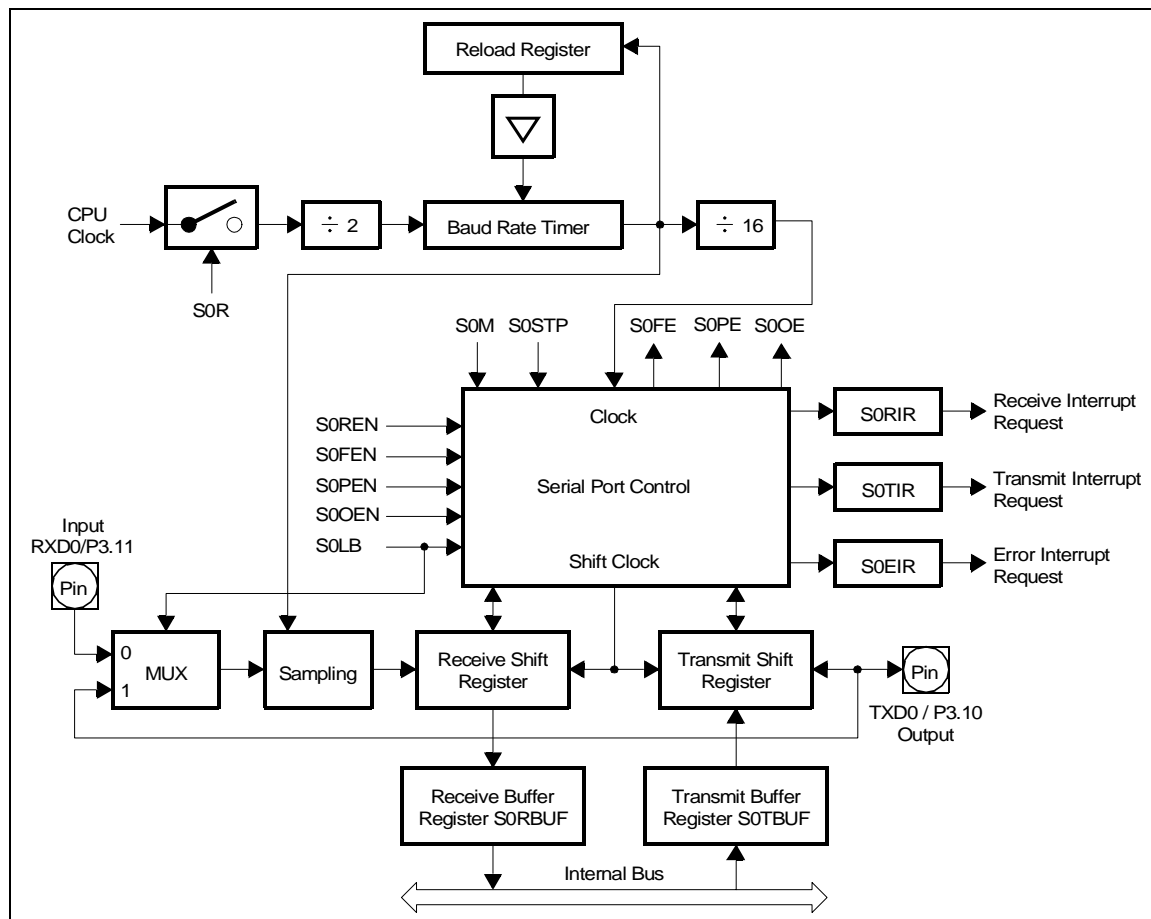 Reload Register
CPU
Clock
÷ 2
Baud Rate Timer
÷ 16
S0R
S0M
S0STP
S0FE
S0PE
S0OE
S0REN
S0FEN
S0PEN
S0OEN
S0LB
Clock
Serial Port Control
Shift Clock
S0RIR
Receive Interrupt
Request
S0TIR
Transmit Interrupt
Request
S0EIR
Error Interrupt
Request
Input
RXD0/P3.11
Pin
0
1
MUX
Sampling
Receive Shift
Register
Transmit Shift
Register
Pin
TXD0 / P3.10
Output
Receive Buffer
Register S0RBUF
Transmit Buffer
Register S0TBUF
Internal Bus